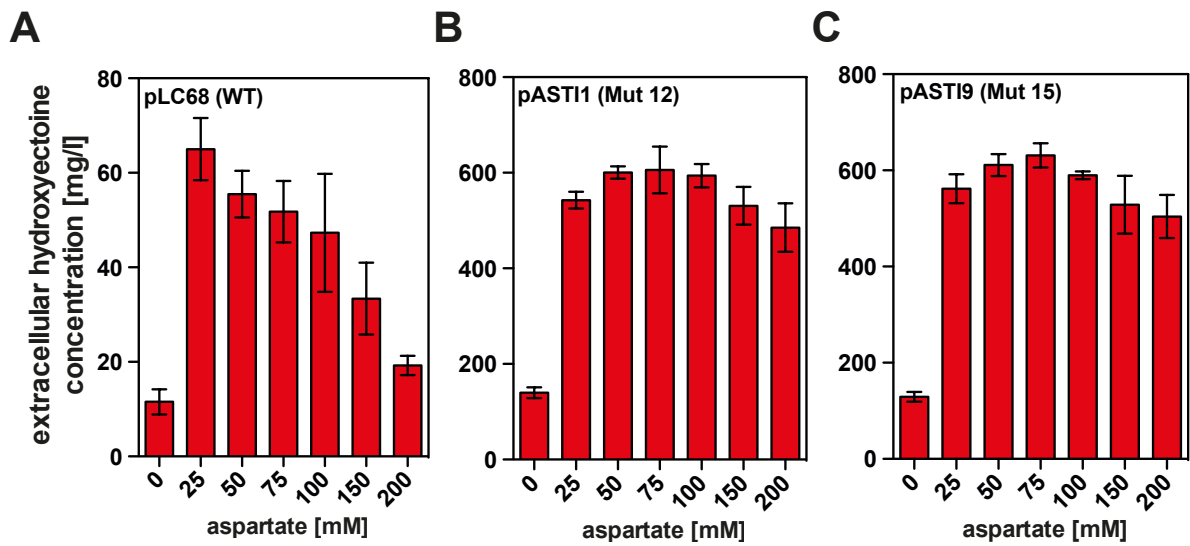 A
B
C
extracellular hydroxyectoine
concentration [mg/l]
pLC68 (WT)
80
60
40
20
0
0 25 50 75 100 150 200
aspartate [mM]
pASTI1 (Mut 12)
800
600
400
200
0
0 25 50 75 100 150 200
aspartate [mM]
pASTI9 (Mut 15)
800
600
400
200
0
0 25 50 75 100 150 200
aspartate [mM]